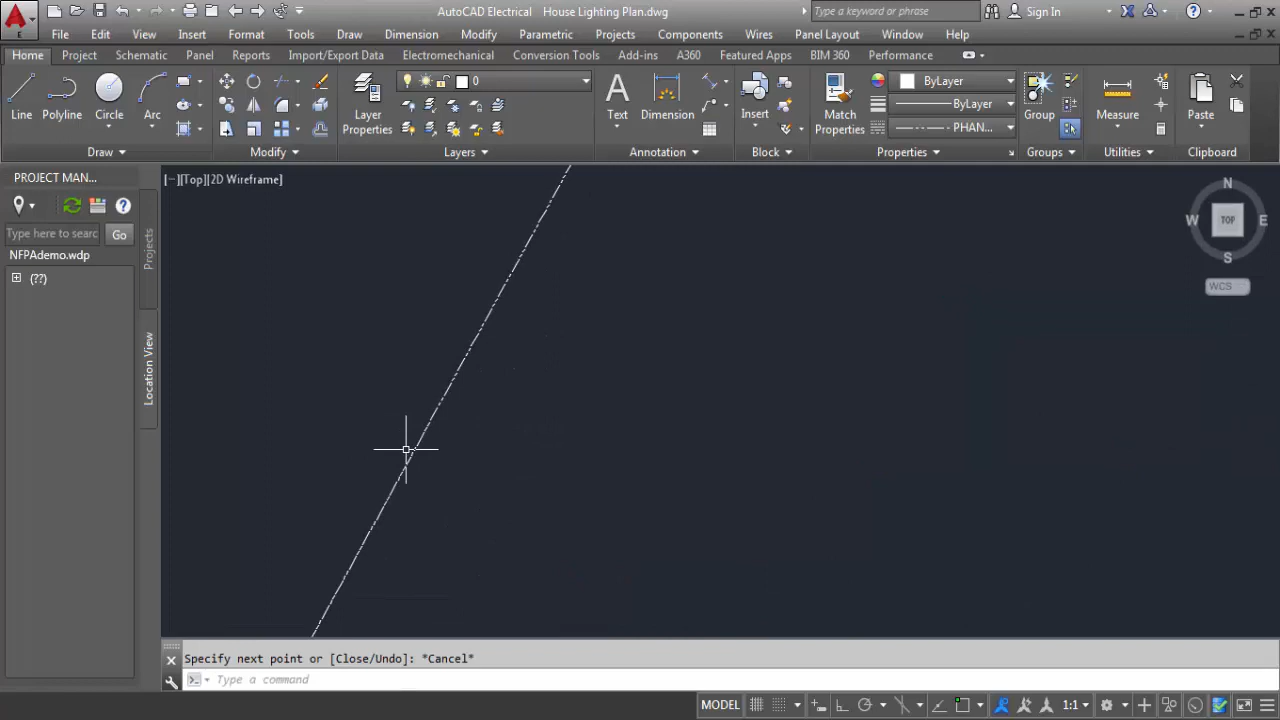 AutoCAD Electrical House Lighting Plan.dwg
Type a keyword or phrase
Sign In
File Edit View Insert Format Tools Draw Dimension Modify Parametric Projects Components Wires Panel Layout Window Help
Home Project Schematic Panel Reports Import/Export Data Electromechanical Conversion Tools Add-ins A360 Featured Apps BIM 360 Performance
E
Line Polyline Circle Arc
Layer Properties
0
Text Dimension
Insert
Match Properties
ByLayer
ByLayer
PHAN...
Group
Measure
Paste
Draw Modify Layers Annotation Block Properties Groups Utilities Clipboard
PROJECT MAN...
Type here to searc
Go
NFPAdemo.wdp
(??)
Projects
Location View
[−][Top][2D Wireframe]
N
W TOP E
S
WCS
Specify next point or [Close/Undo]: *Cancel*
Type a command
MODEL
1:1